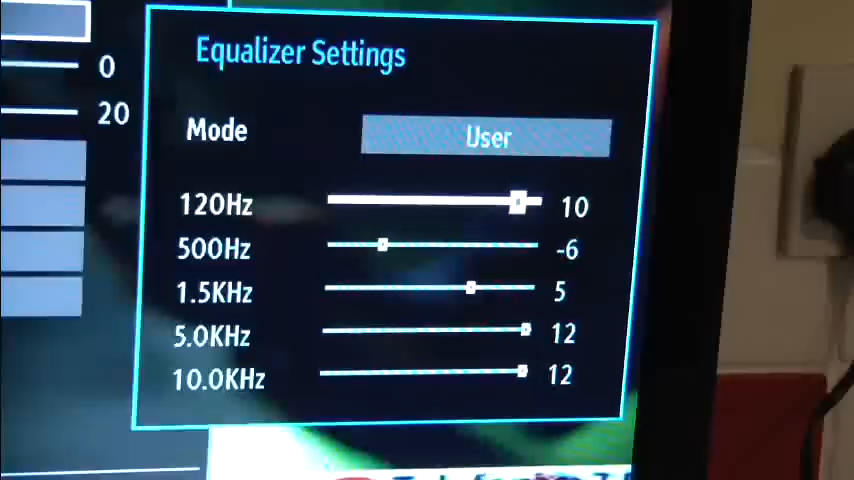 0
20
Equalizer Settings
Mode User
120Hz 10
500Hz -6
1.5KHz 5
5.0KHz 12
10.0KHz 12